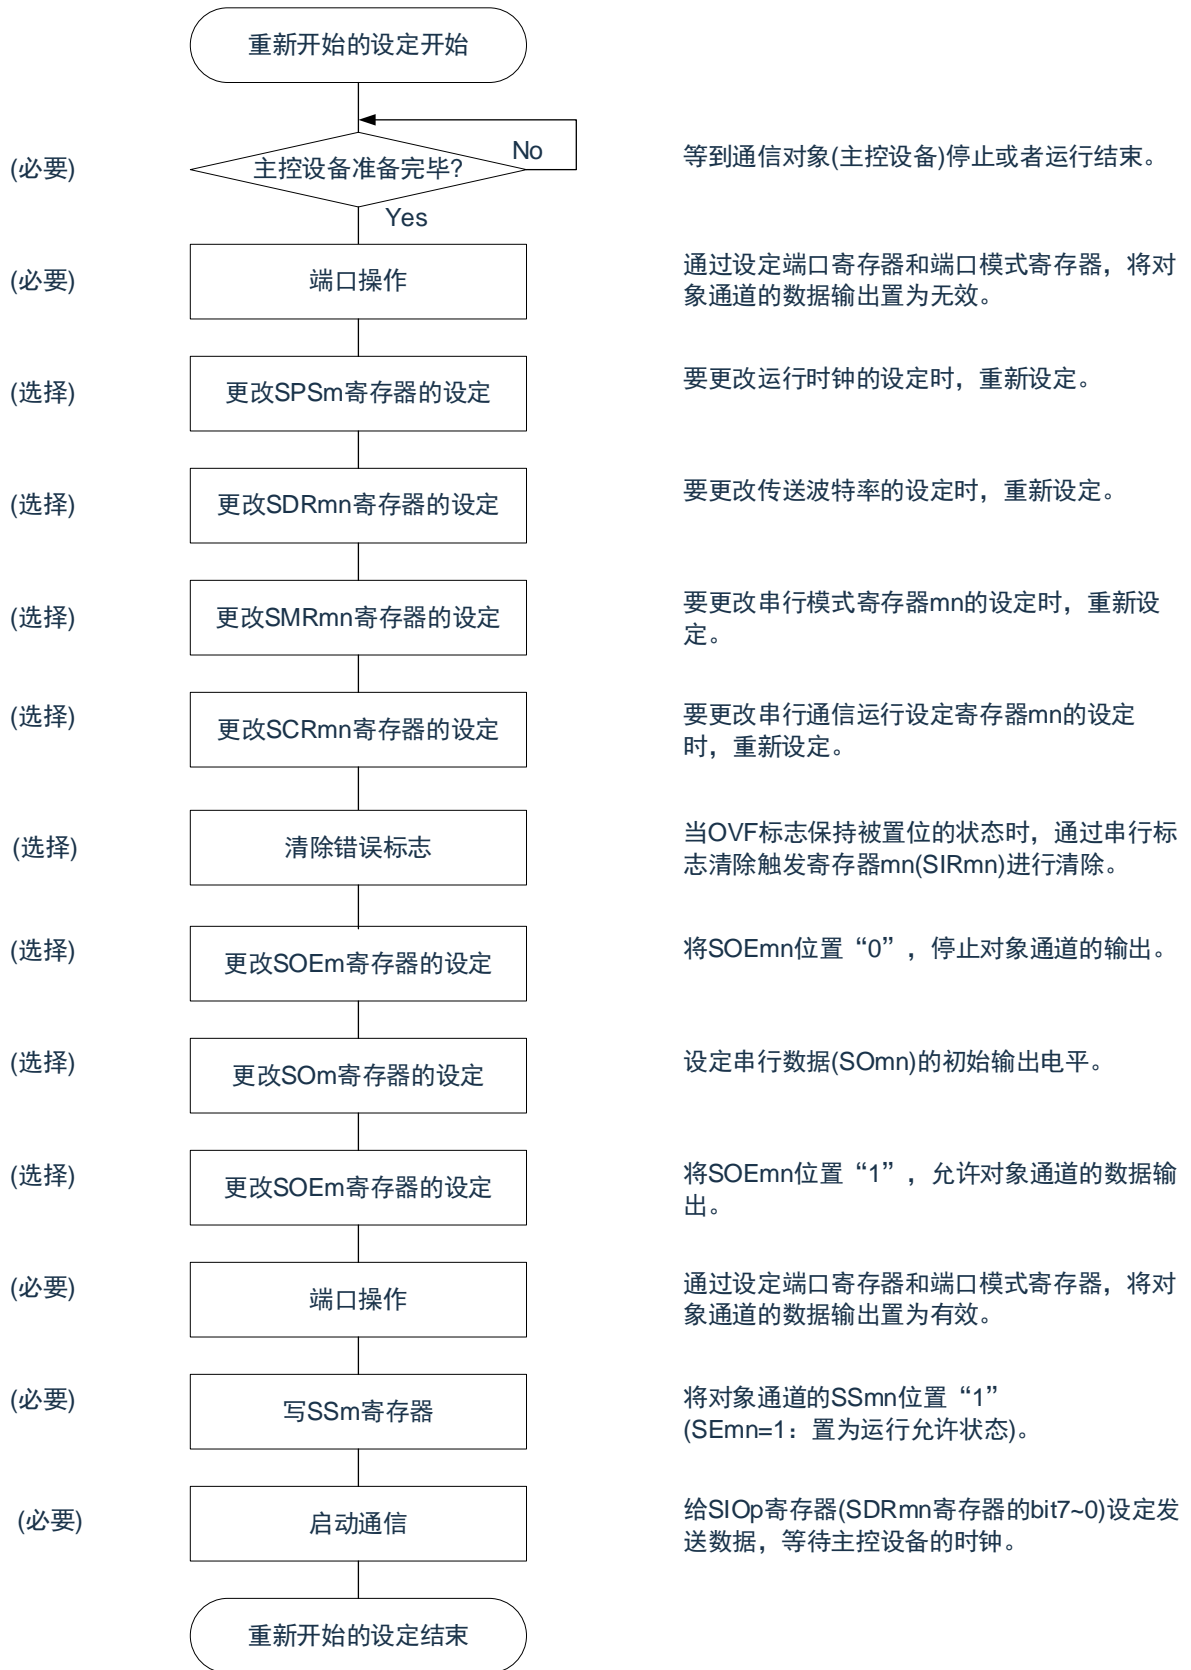 重新开始的设定开始
(必要)
主控设备准备完毕?
No
等到通信对象(主控设备)停止或者运行结束。
Yes
(必要)
端口操作
通过设定端口寄存器和端口模式寄存器，将对
象通道的数据输出置为无效。
(选择)
更改SPSm寄存器的设定
要更改运行时钟的设定时，重新设定。
(选择)
更改SDRmn寄存器的设定
要更改传送波特率的设定时，重新设定。
(选择)
更改SMRmn寄存器的设定
要更改串行模式寄存器mn的设定时，重新设
定。
(选择)
更改SCRmn寄存器的设定
要更改串行通信运行设定寄存器mn的设定
时，重新设定。
(选择)
清除错误标志
当OVF标志保持被置位的状态时，通过串行标
志清除触发寄存器mn(SIRmn)进行清除。
(选择)
更改SOEm寄存器的设定
将SOEmn位置“0”，停止对象通道的输出。
(选择)
更改SOm寄存器的设定
设定串行数据(SOmn)的初始输出电平。
(选择)
更改SOEm寄存器的设定
将SOEmn位置“1”，允许对象通道的数据输
出。
(必要)
端口操作
通过设定端口寄存器和端口模式寄存器，将对
象通道的数据输出置为有效。
(必要)
写SSm寄存器
将对象通道的SSmn位置“1”
(SEmn=1：置为运行允许状态)。
(必要)
启动通信
给SIOp寄存器(SDRmn寄存器的bit7~0)设定发
送数据，等待主控设备的时钟。
重新开始的设定结束